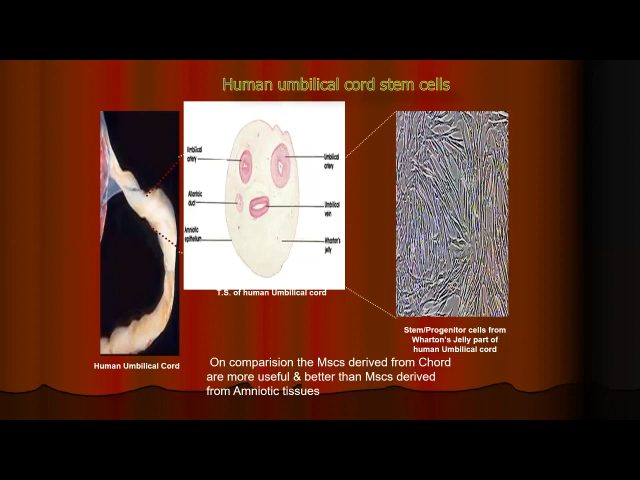 Human umbilical cord stem cells
Umbilical
artery
Umbilical
artery
Allantoic
duct
Umbilical
vein
Amniotic
epithelium
Wharton's
jelly
T.S. of human Umbilical cord
Stem/Progenitor cells from
Wharton's Jelly part of
human Umbilical cord
Human Umbilical Cord
On comparision the Mscs derived from Chord
are more useful & better than Mscs derived
from Amniotic tissues